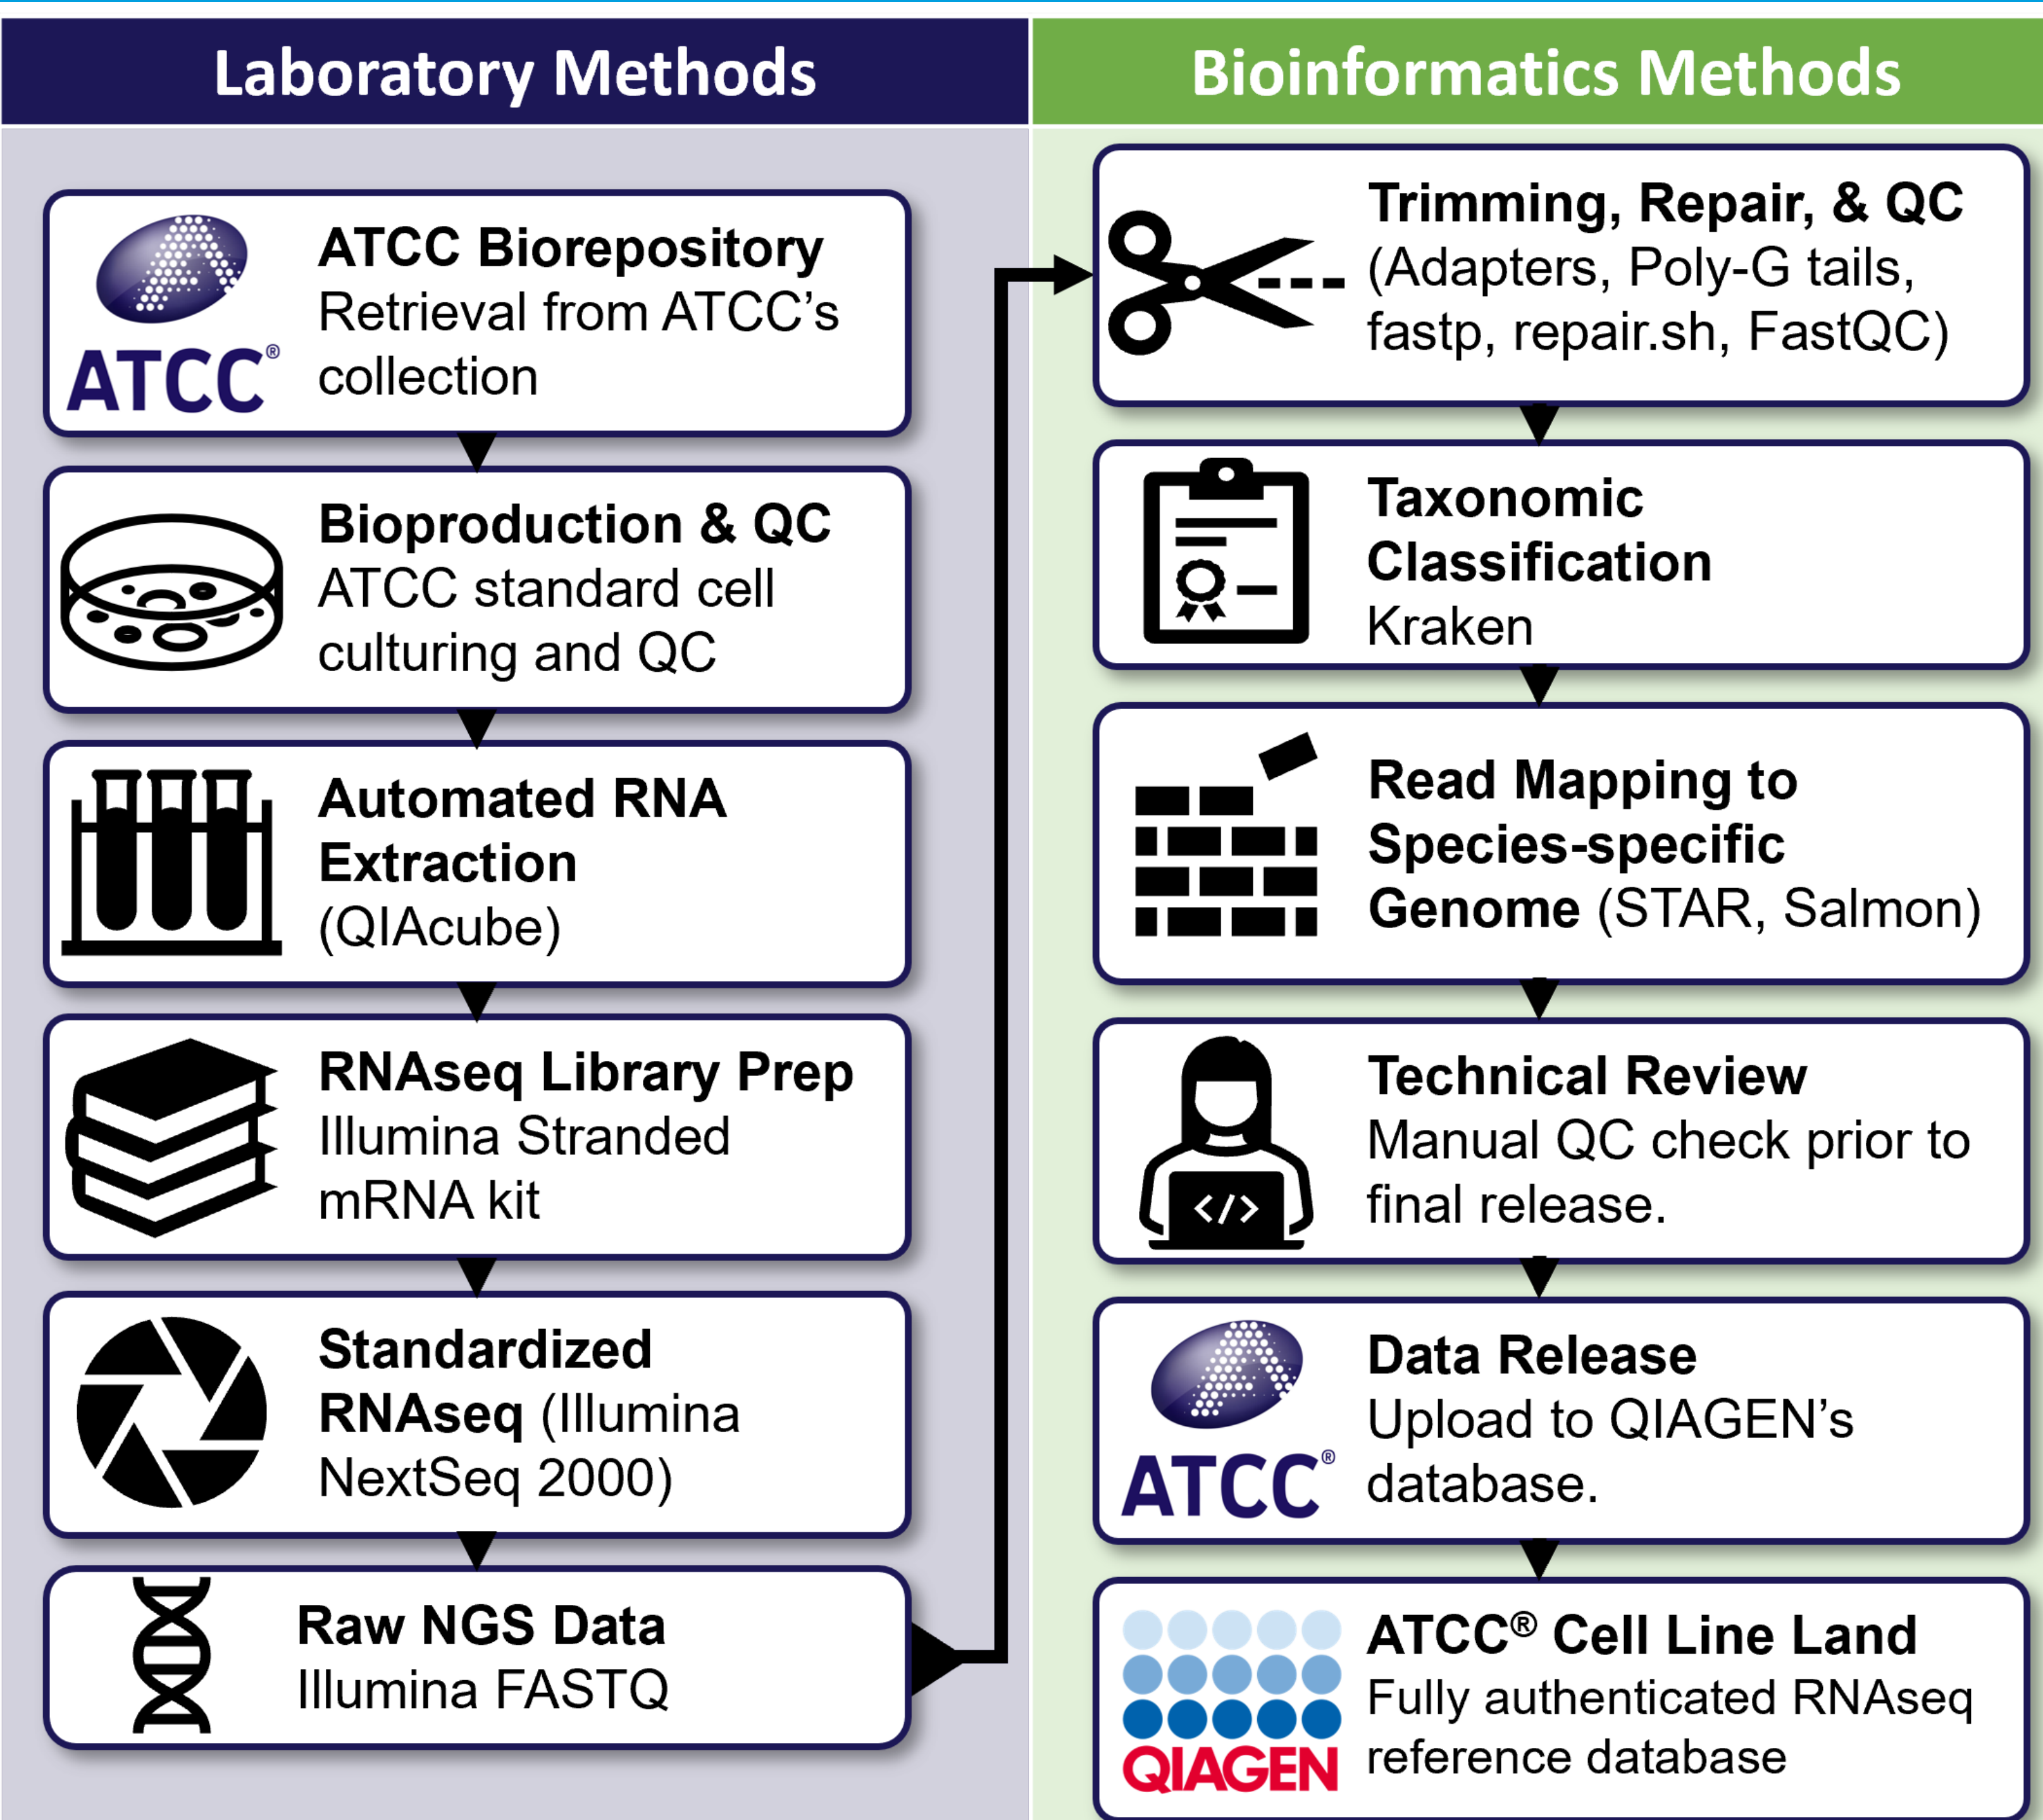 Laboratory Methods
ATCC Biorepository
Retrieval from ATCC's
collection
ATCC®
Bioproduction & QC
ATCC standard cell
culturing and QC
Automated RNA
Extraction
(QIAcube)
RNAseq Library Prep
Illumina Stranded
mRNA kit
Standardized
RNAseq (Illumina
NextSeq 2000)
Raw NGS Data
Illumina FASTQ
Bioinformatics Methods
Trimming, Repair, & QC
(Adapters, Poly-G tails,
fastp, repair.sh, FastQC)
Taxonomic
Classification
Kraken
Read Mapping to
Species-specific
Genome (STAR, Salmon)
Technical Review
Manual QC check prior to
final release.
</>
Data Release
Upload to QIAGEN's
database.
ATCC®
ATCC® Cell Line Land
Fully authenticated RNAseq
reference database
QIAGEN